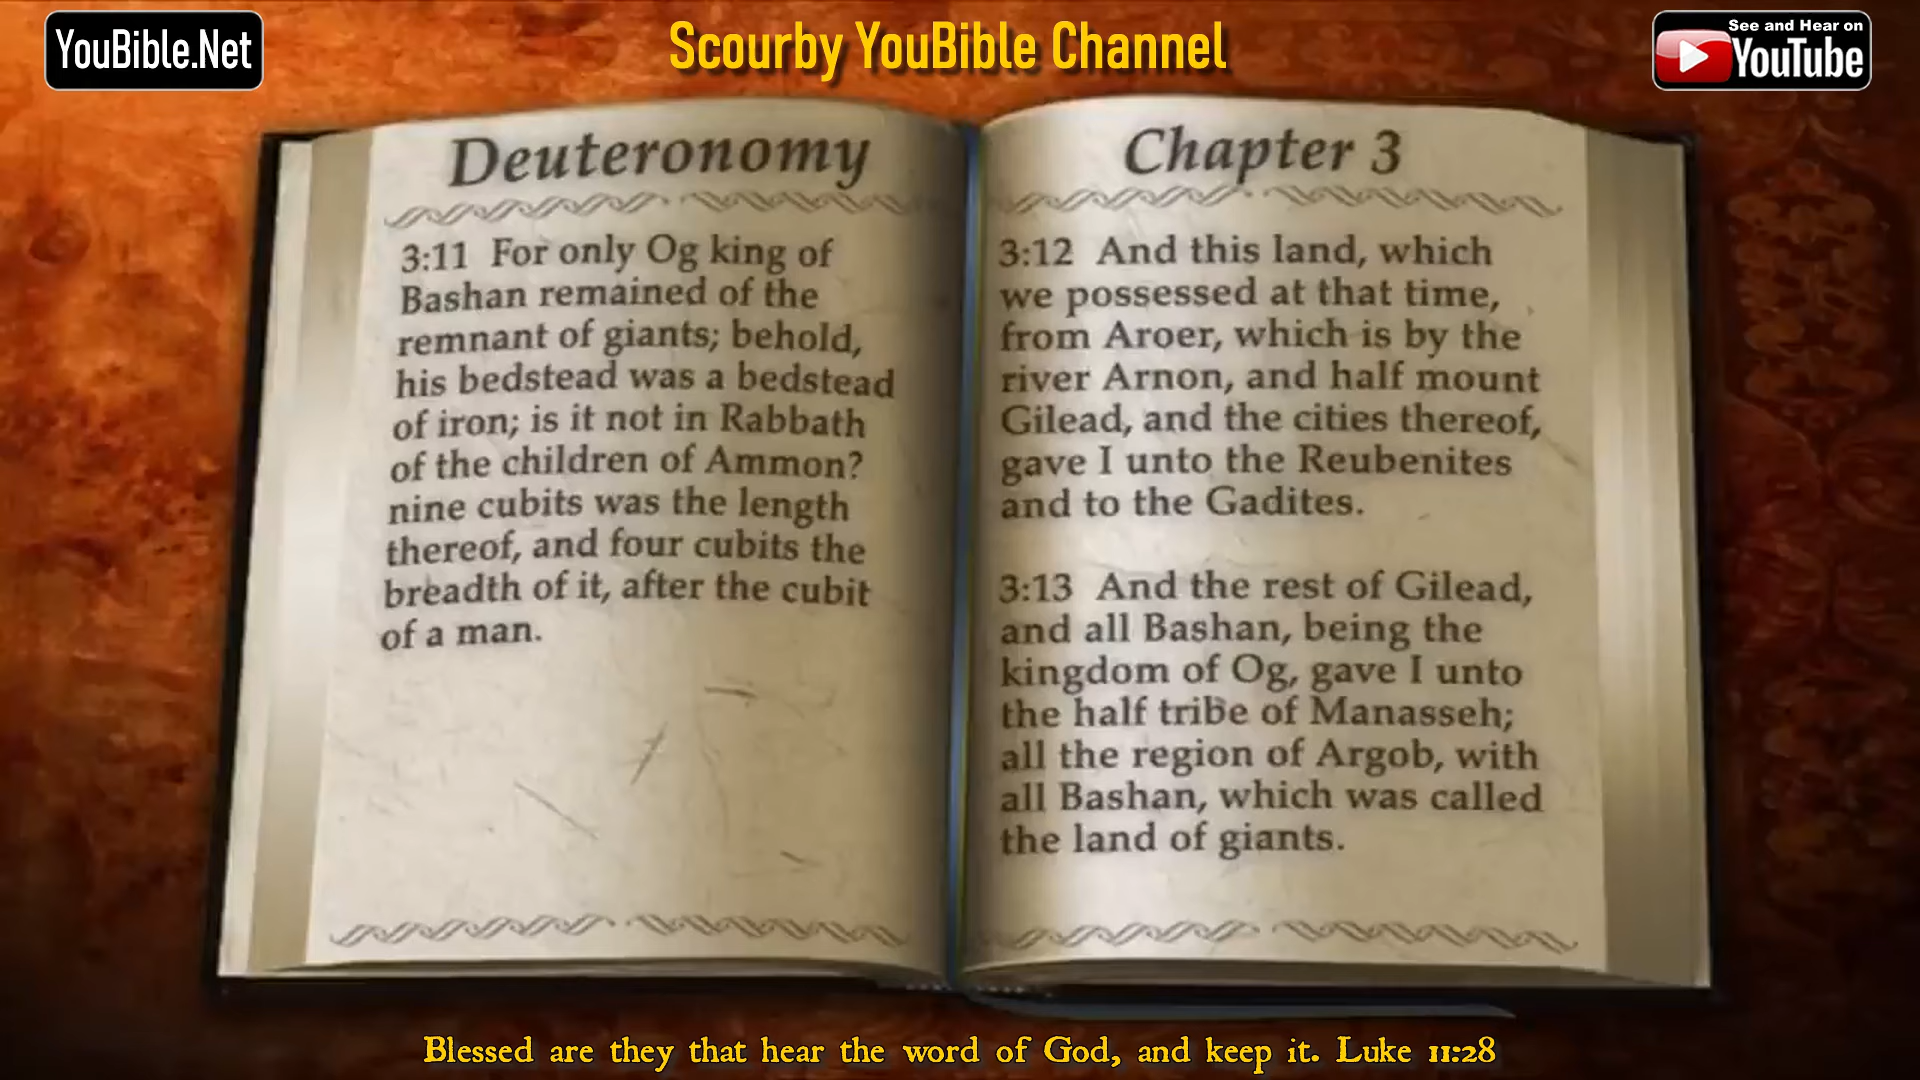 YouBible.Net
Scourby YouBible Channel
See and Hear on
YouTube
Deuteronomy
3:11 For only Og king of
Bashan remained of the
remnant of giants; behold,
his bedstead was a bedstead
of iron; is it not in Rabbath
of the children of Ammon?
nine cubits was the length
thereof, and four cubits the
breadth of it, after the cubit
of a man.
Chapter 3
3:12 And this land, which
we possessed at that time,
from Aroer, which is by the
river Arnon, and half mount
Gilead, and the cities thereof,
gave I unto the Reubenites
and to the Gadites.
3:13 And the rest of Gilead,
and all Bashan, being the
kingdom of Og, gave I unto
the half tribe of Manasseh;
all the region of Argob, with
all Bashan, which was called
the land of giants.
Blessed are they that hear the word of God, and keep it. Luke 11:28